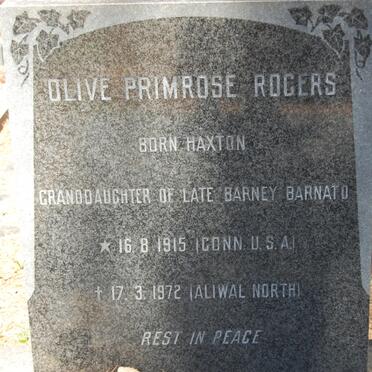 OLIVE PRIMROSE ROGERS
BORN HAXTON
GRANDDAUGHTER OF LATE BARNEY BARNATO
★ 16. 8. 1915 (CONN. U.S.A.)
† 17. 3. 1972 (ALIWAL NORTH)
REST IN PEACE